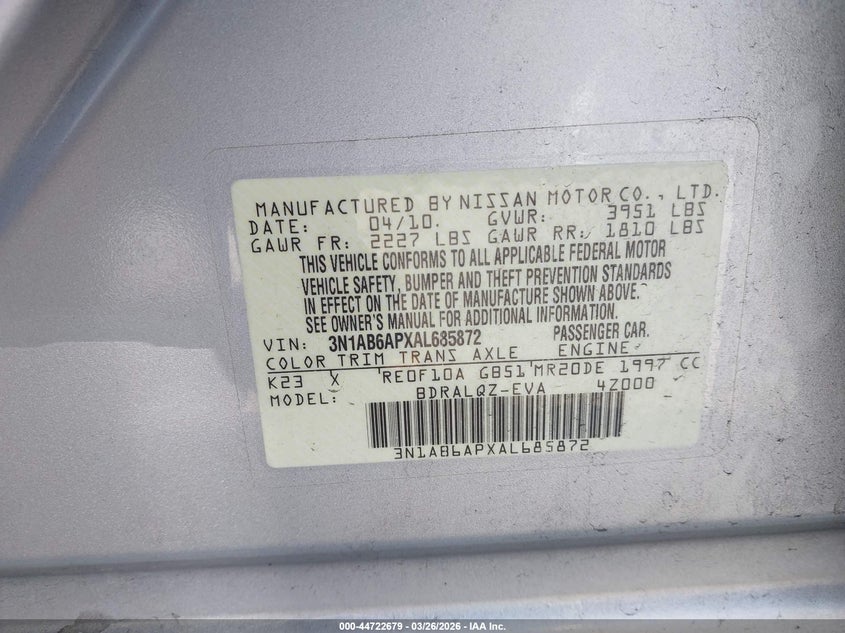 MANUFACTURED BY NISSAN MOTOR CO., LTD.
DATE: 04/10. GVWR: 3951 LBS
GAWR FR: 2227 LBS GAWR RR: 1810 LBS
THIS VEHICLE CONFORMS TO ALL APPLICABLE FEDERAL MOTOR
VEHICLE SAFETY, BUMPER AND THEFT PREVENTION STANDARDS
IN EFFECT ON THE DATE OF MANUFACTURE SHOWN ABOVE.
SEE OWNER'S MANUAL FOR ADDITIONAL INFORMATION.
VIN: 3N1AB6APXAL685872 PASSENGER CAR.
COLOR TRIM TRANS AXLE ENGINE
K23 X RE0F10A GB51 MR20DE 1997 CC
MODEL: BDRALQZ-EVA 4Z000
3N1AB6APXAL685872
000-44722679 | 03/26/2026 | IAA Inc.